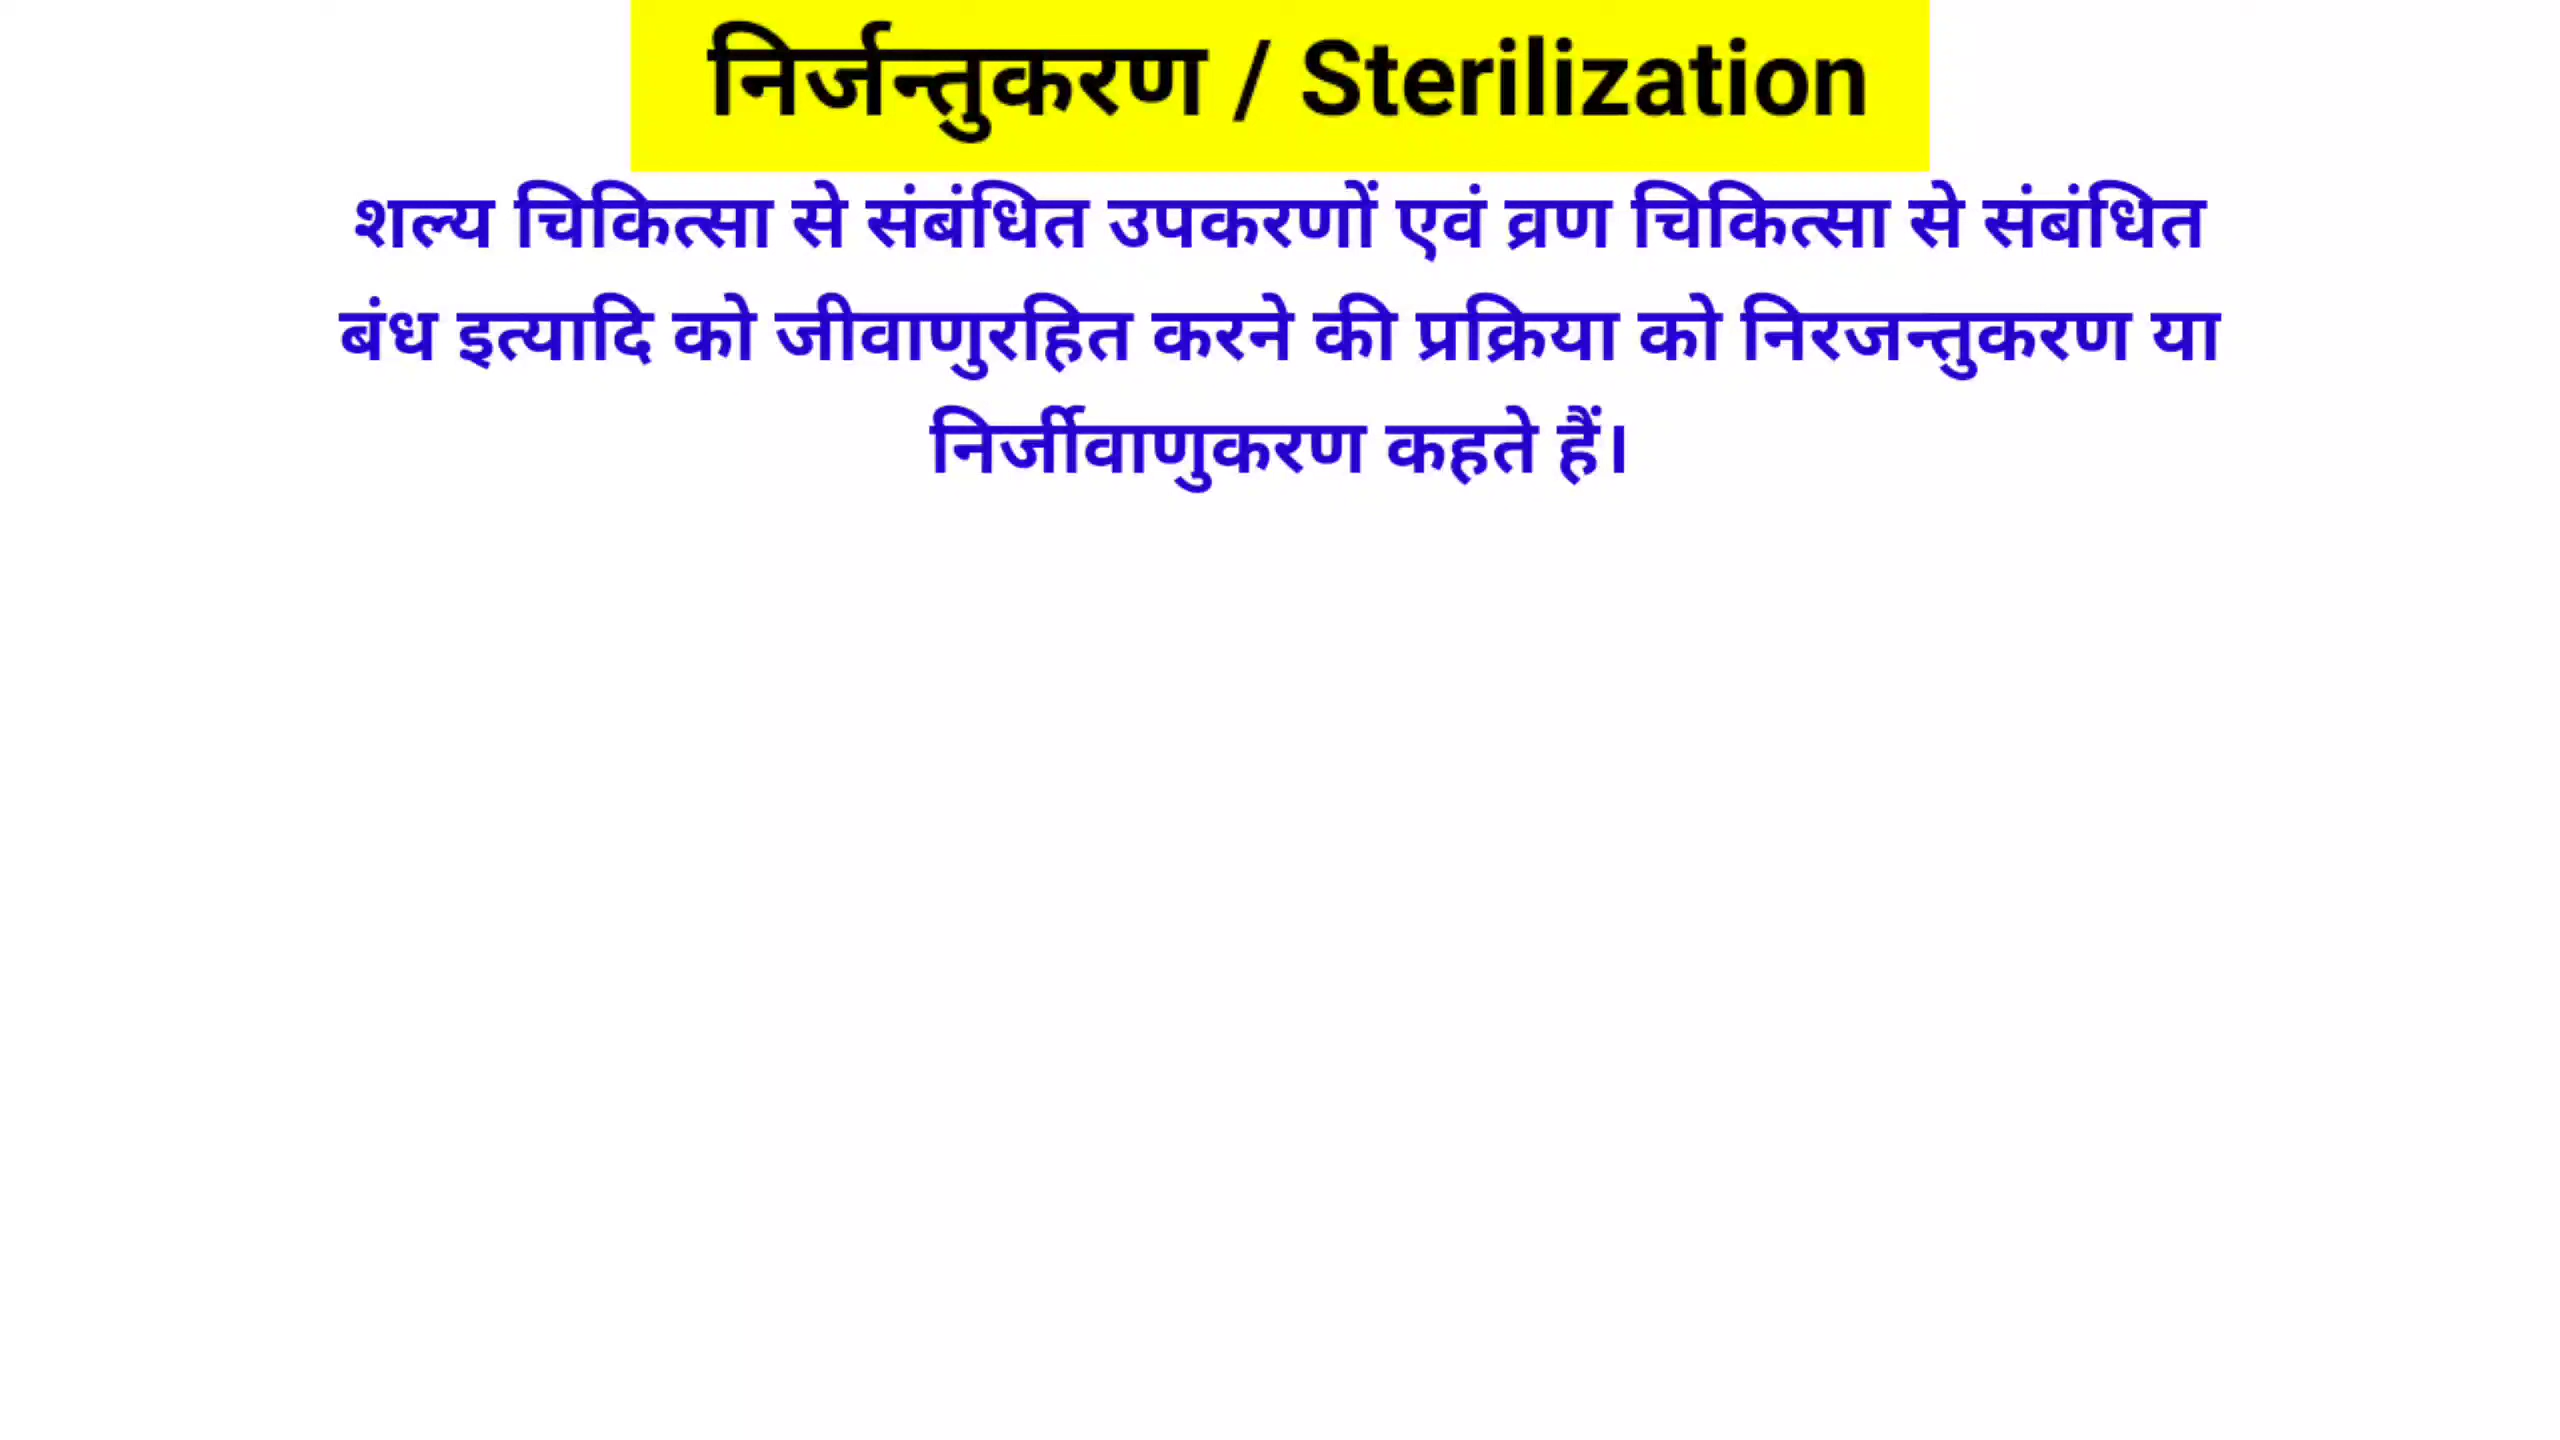 निर्जन्तुकरण / Sterilization
शल्य चिकित्सा से संबंधित उपकरणों एवं व्रण चिकित्सा से संबंधित
बंध इत्यादि को जीवाणुरहित करने की प्रक्रिया को निरजन्तुकरण या
निर्जीवाणुकरण कहते हैं।